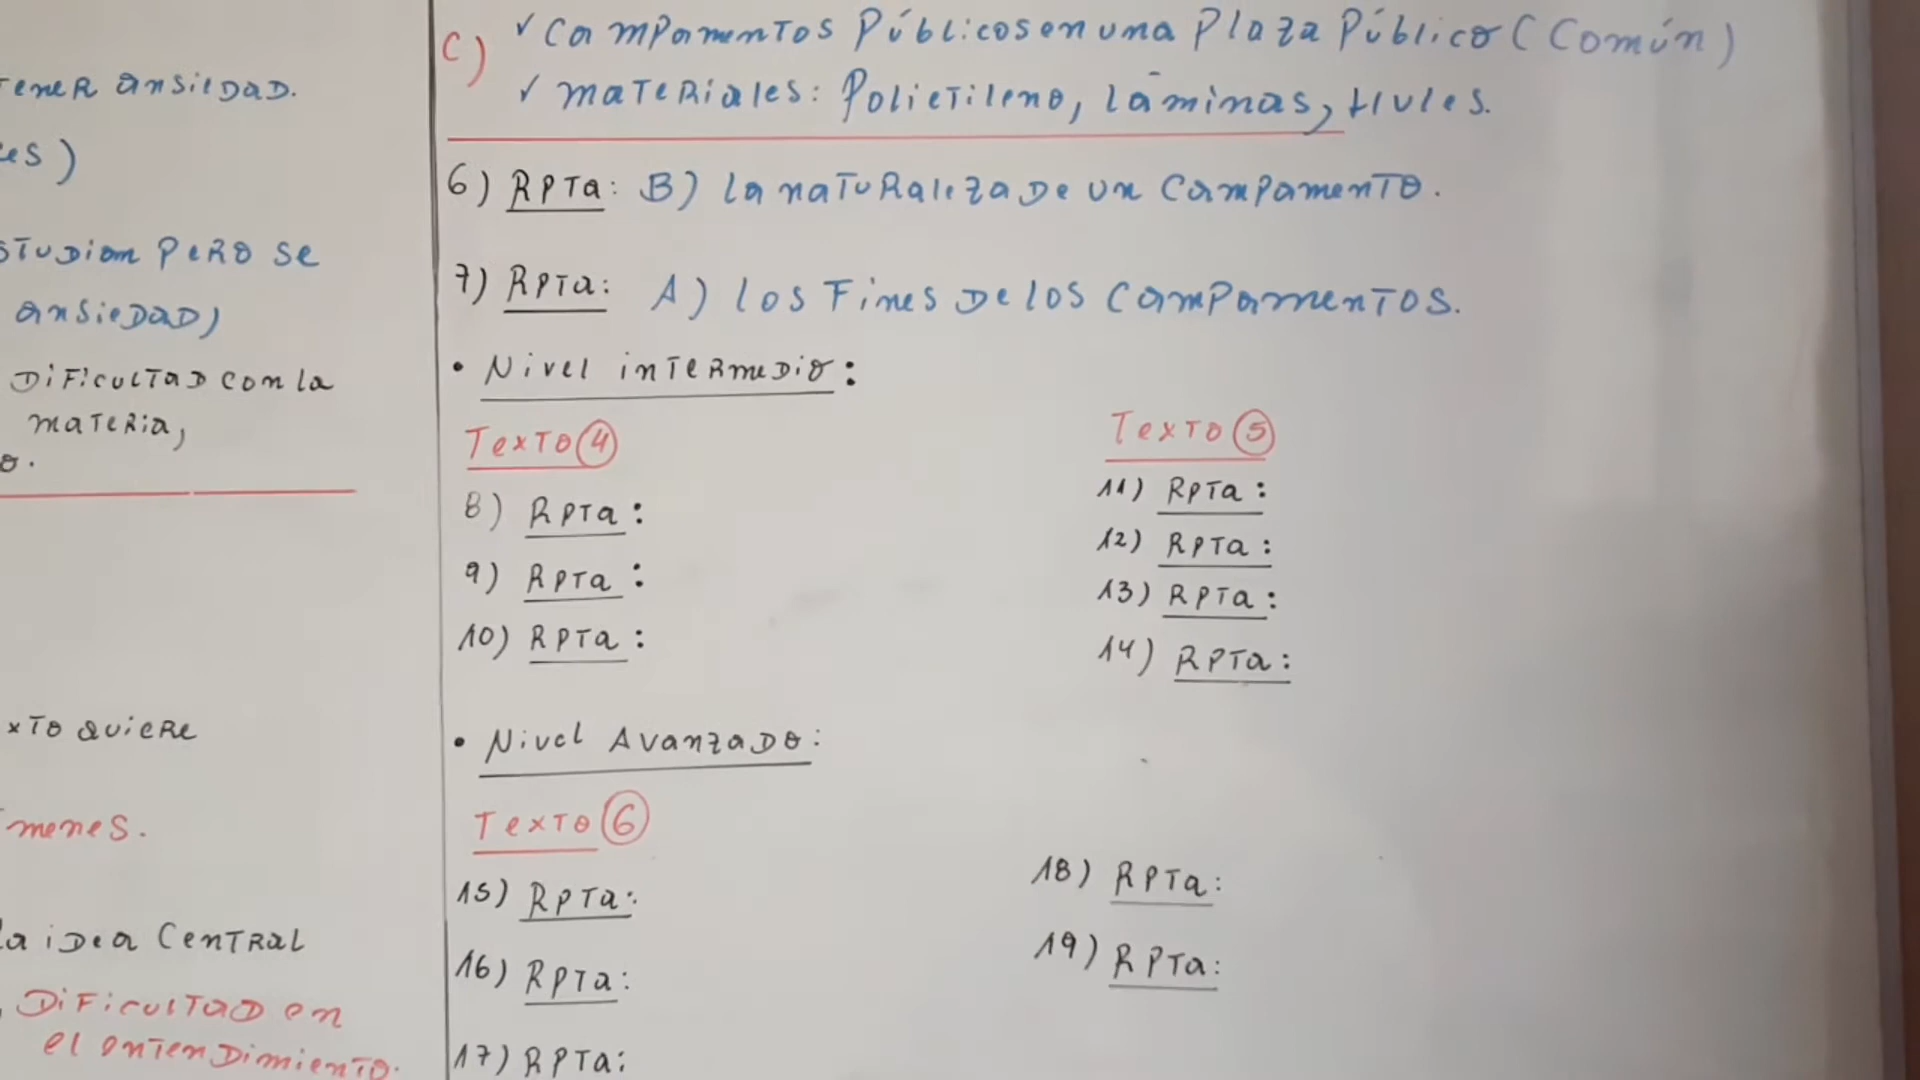 tener ansiedad.
es)
studian pero se
ansiedad)
Dificultad con la
materia,
o.
xto quiere
menes.
la idea central
Dificultad en
el entendimiento.
C) ✓ Campamentos Públicos en una Plaza Público (Común)
✓ materiales: Polietileno, láminas, Hules.
6) RPTa: B) la naturaleza de un campamento.
7) RPTa: A) los Fines de los campamentos.
• Nivel intermedio:
Texto 4
8) RPTa:
9) RPTa:
10) RPTa:
Texto 5
11) RPTa:
12) RPTa:
13) RPTa:
14) RPTa:
• Nivel Avanzado:
Texto 6
15) RPTa:
16) RPTa:
17) RPTa:
18) RPTa:
19) RPTa: